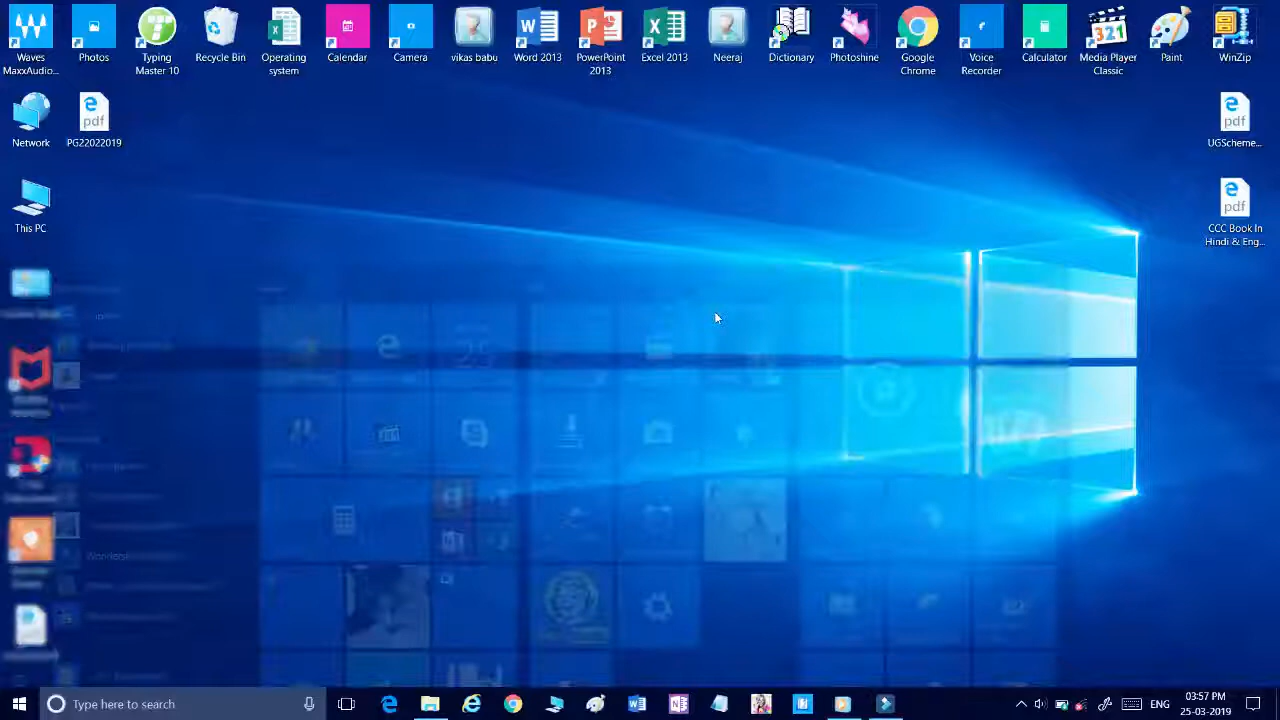 Waves
MaxxAudio...
Photos
Typing
Master 10
Recycle Bin
Operating
system
Calendar
Camera
vikas babu
Word 2013
PowerPoint
2013
Excel 2013
Neeraj
Dictionary
Photoshine
Google
Chrome
Voice
Recorder
Calculator
Media Player
Classic
Paint
WinZip
Network
PG22022019
UGScheme...
This PC
CCC Book In
Hindi & Eng...
Type here to search
ENG
03:57 PM
25-03-2019